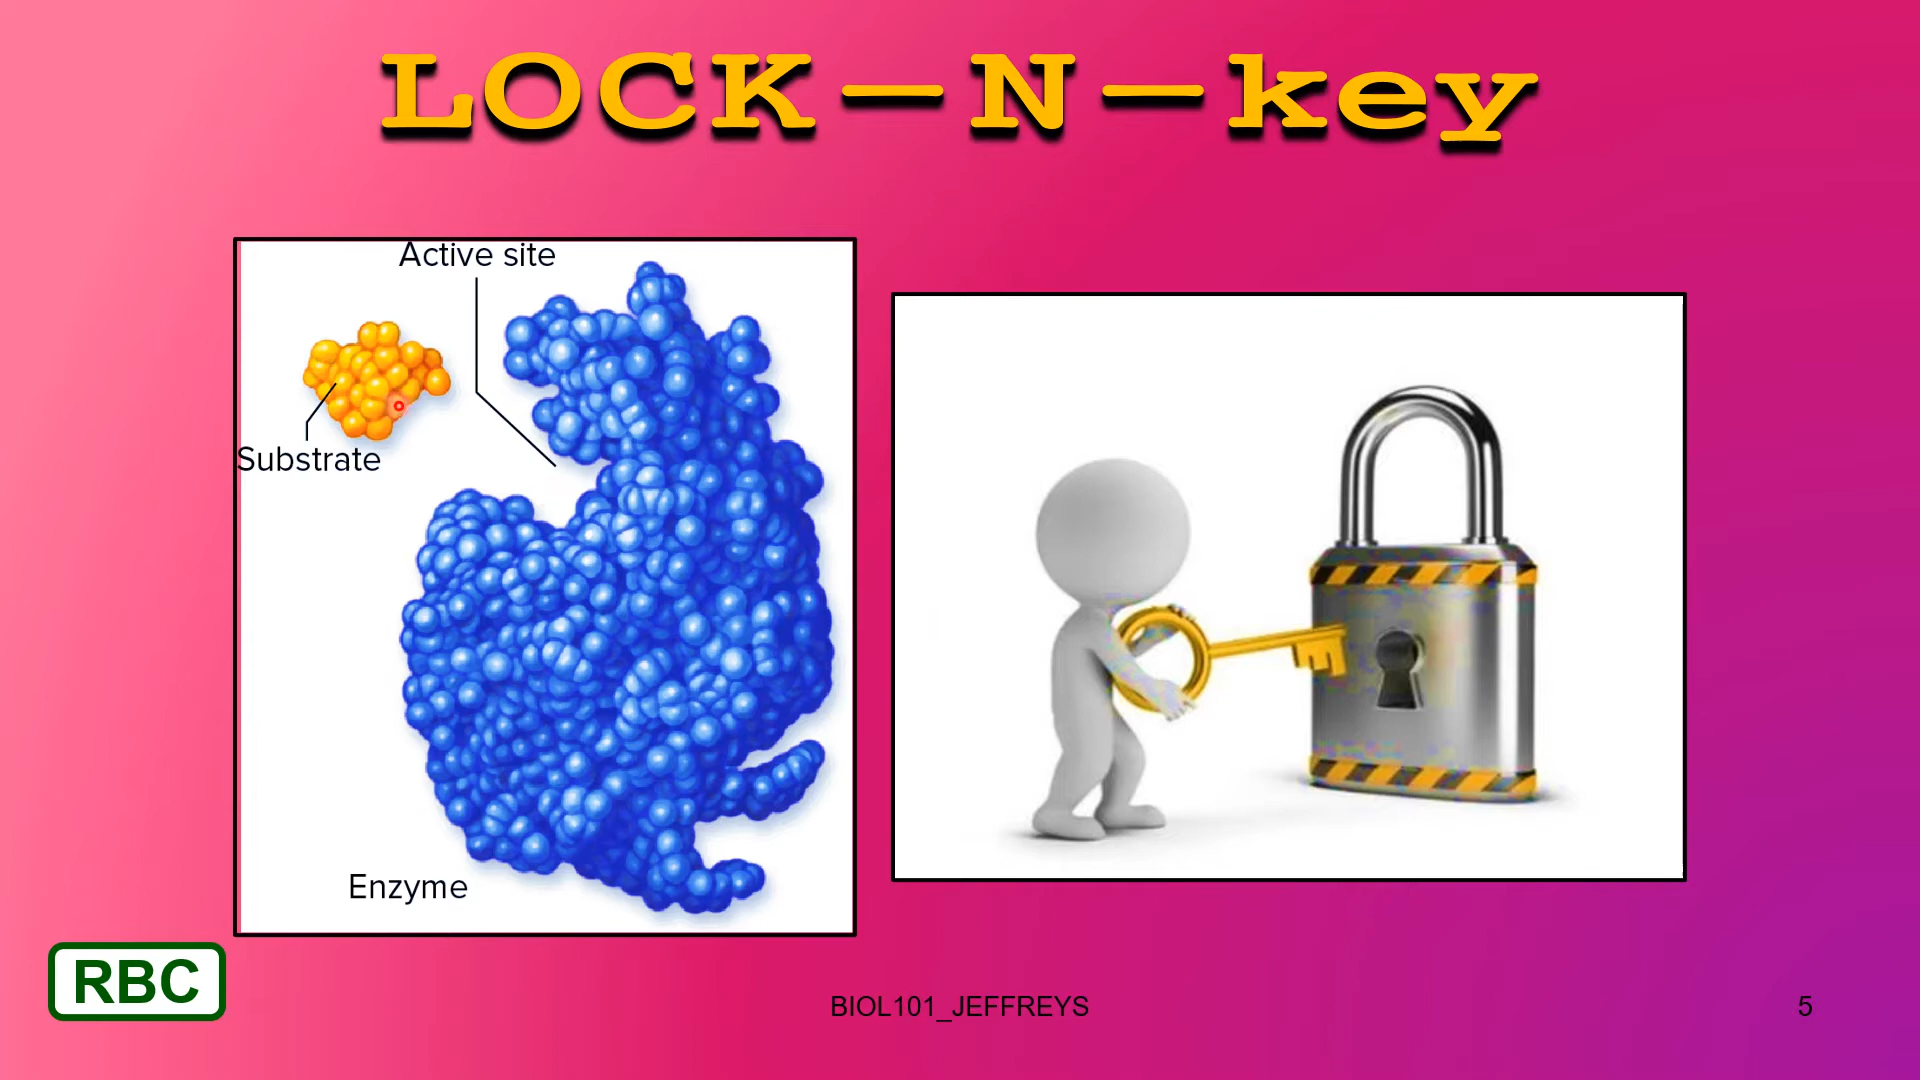 LOCK-N-key
Active site
Substrate
Enzyme
RBC
BIOL101_JEFFREYS
5